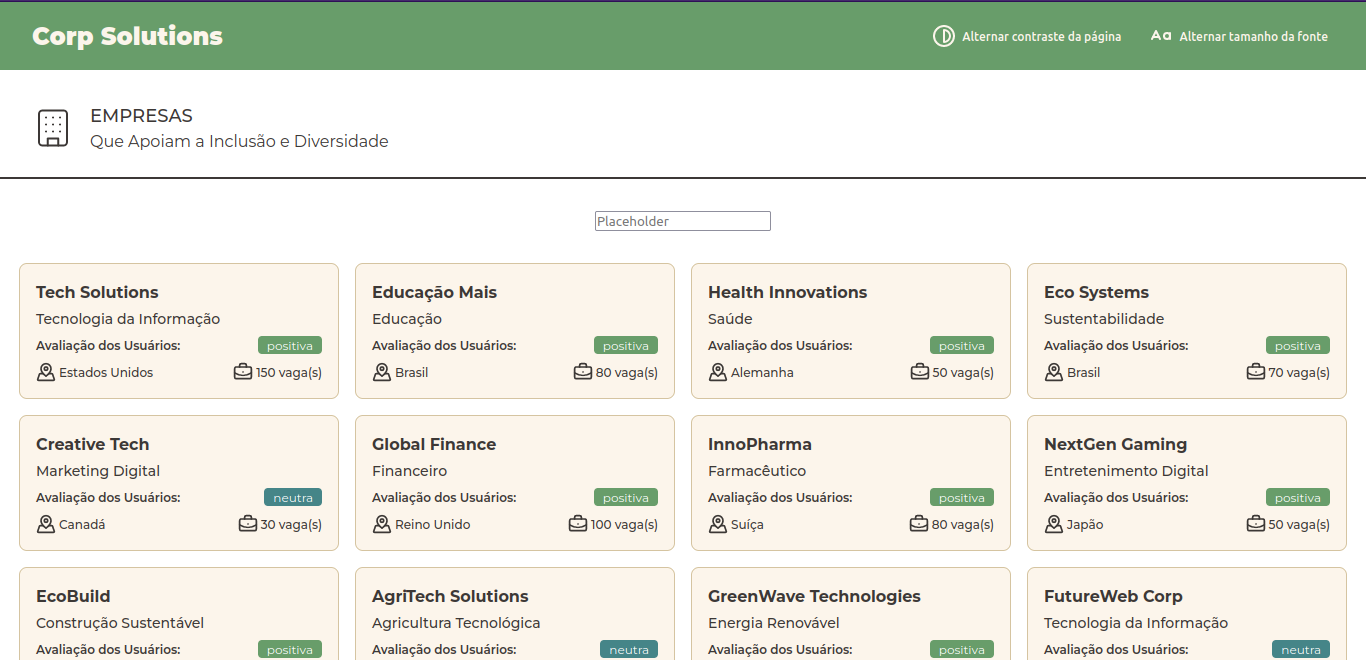 Corp Solutions
Alternar contraste da página
Aa Alternar tamanho da fonte
EMPRESAS
Que Apoiam a Inclusão e Diversidade
Placeholder
Tech Solutions
Tecnologia da Informação
Avaliação dos Usuários: positiva
Estados Unidos 150 vaga(s)
Educação Mais
Educação
Avaliação dos Usuários: positiva
Brasil 80 vaga(s)
Health Innovations
Saúde
Avaliação dos Usuários: positiva
Alemanha 50 vaga(s)
Eco Systems
Sustentabilidade
Avaliação dos Usuários: positiva
Brasil 70 vaga(s)
Creative Tech
Marketing Digital
Avaliação dos Usuários: neutra
Canadá 30 vaga(s)
Global Finance
Financeiro
Avaliação dos Usuários: positiva
Reino Unido 100 vaga(s)
InnoPharma
Farmacêutico
Avaliação dos Usuários: positiva
Suíça 80 vaga(s)
NextGen Gaming
Entretenimento Digital
Avaliação dos Usuários: positiva
Japão 50 vaga(s)
EcoBuild
Construção Sustentável
Avaliação dos Usuários: positiva
AgriTech Solutions
Agricultura Tecnológica
Avaliação dos Usuários: neutra
GreenWave Technologies
Energia Renovável
Avaliação dos Usuários: positiva
FutureWeb Corp
Tecnologia da Informação
Avaliação dos Usuários: neutra